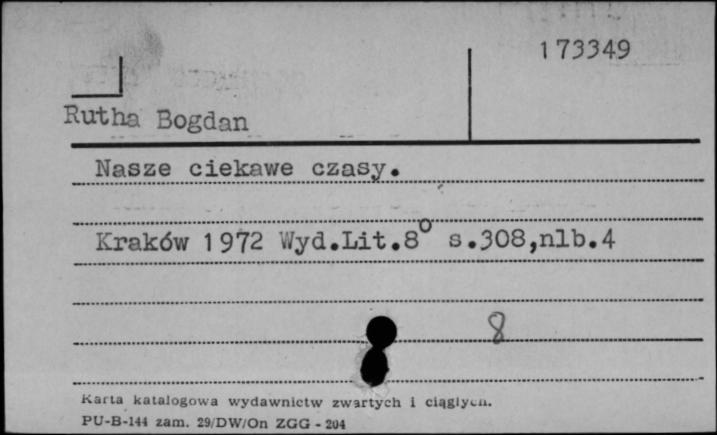 173349
Rutha Bogdan
Nasze ciekawe czasy.
Kraków 1972 Wyd.Lit.8° s.308,nlb.4
8
Karta katalogowa wydawnictw zwartych i ciągłych.
PU-B-144 zam. 29/DW/On ZGG - 204